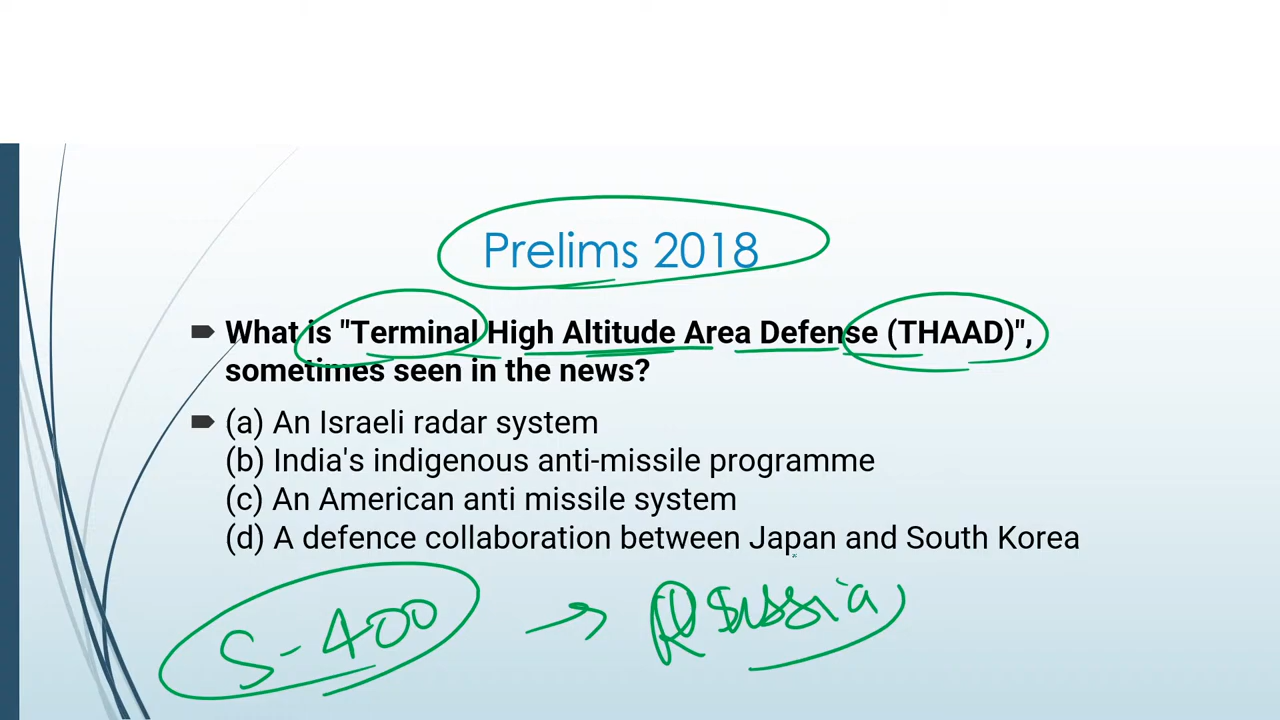 Prelims 2018
What is "Terminal High Altitude Area Defense (THAAD)",
sometimes seen in the news?
(a) An Israeli radar system
(b) India's indigenous anti-missile programme
(c) An American anti missile system
(d) A defence collaboration between Japan and South Korea
S-400 → Russia